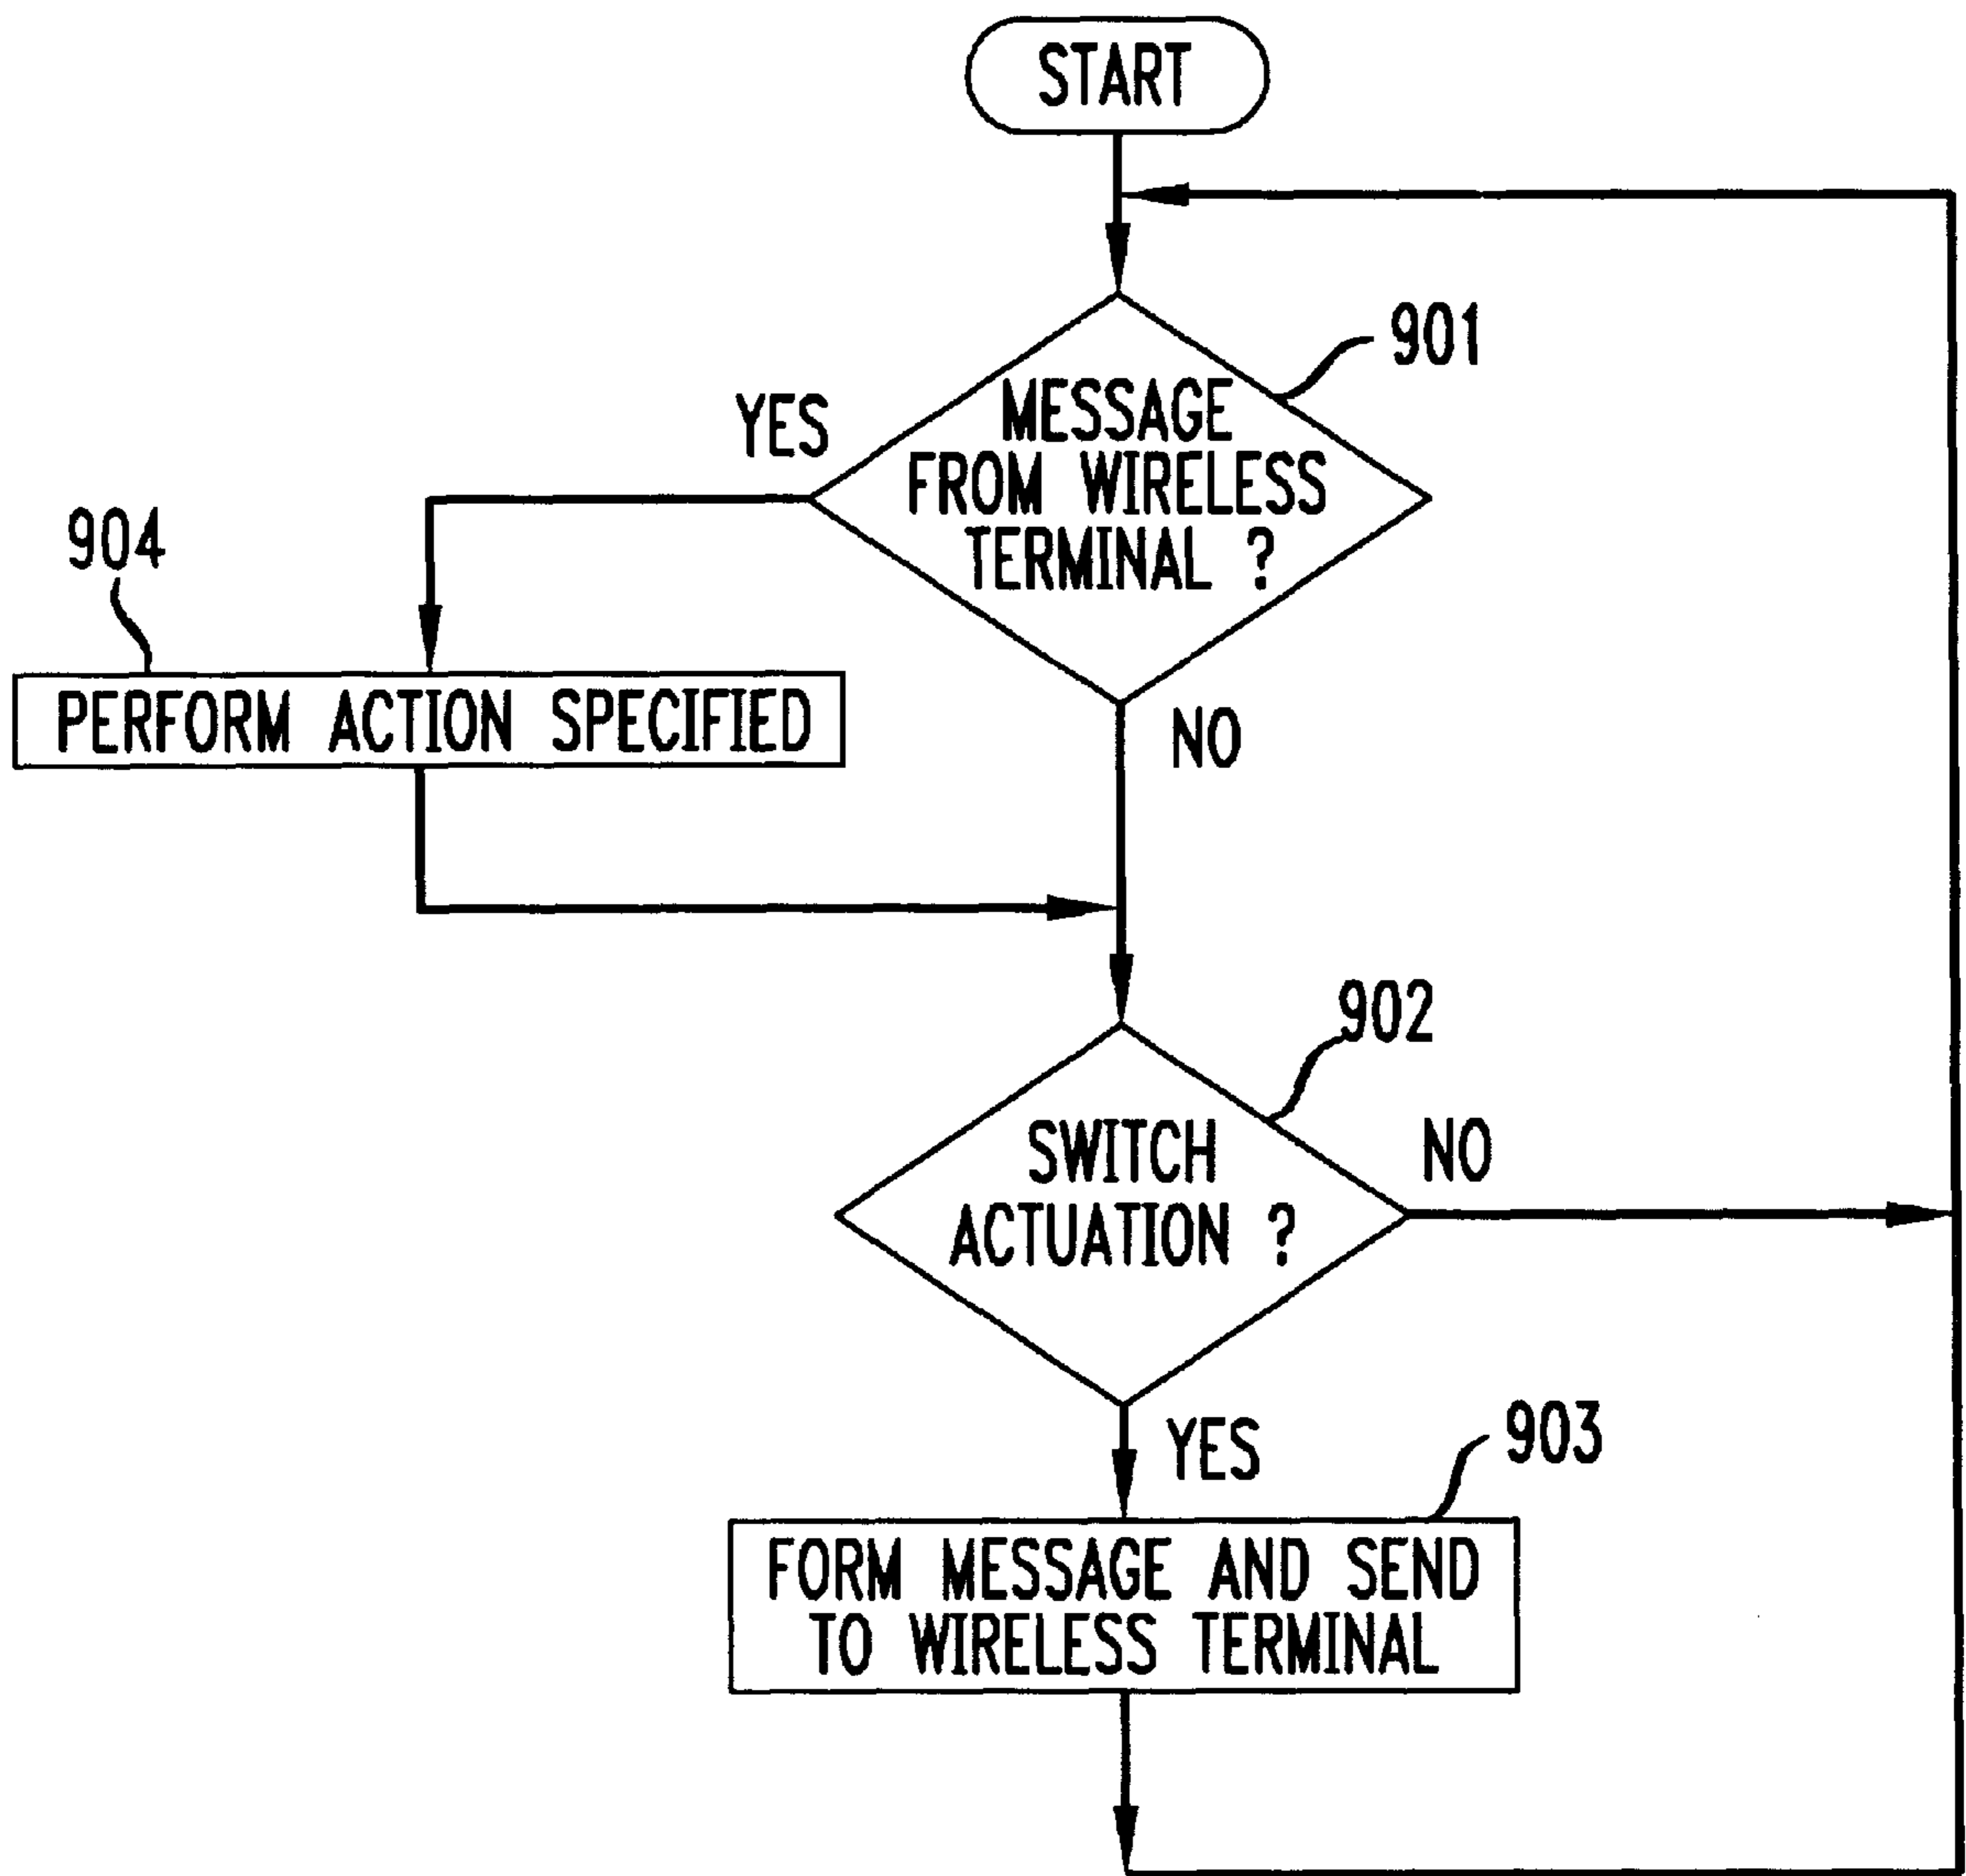 START
901
MESSAGE
FROM WIRELESS
TERMINAL ?
YES
904
PERFORM ACTION SPECIFIED
NO
902
SWITCH
ACTUATION ?
NO
YES
903
FORM MESSAGE AND SEND
TO WIRELESS TERMINAL